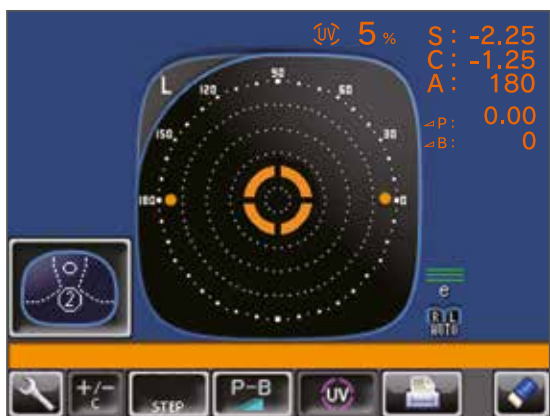 UV 5 % S: -2.25
C: -1.25
A: 180
⊿P: 0.00
⊿B: 0
L
90
120 60
150 30
180 0
2
e
R L
AUTO
+/-
C
STEP
P-B
UV